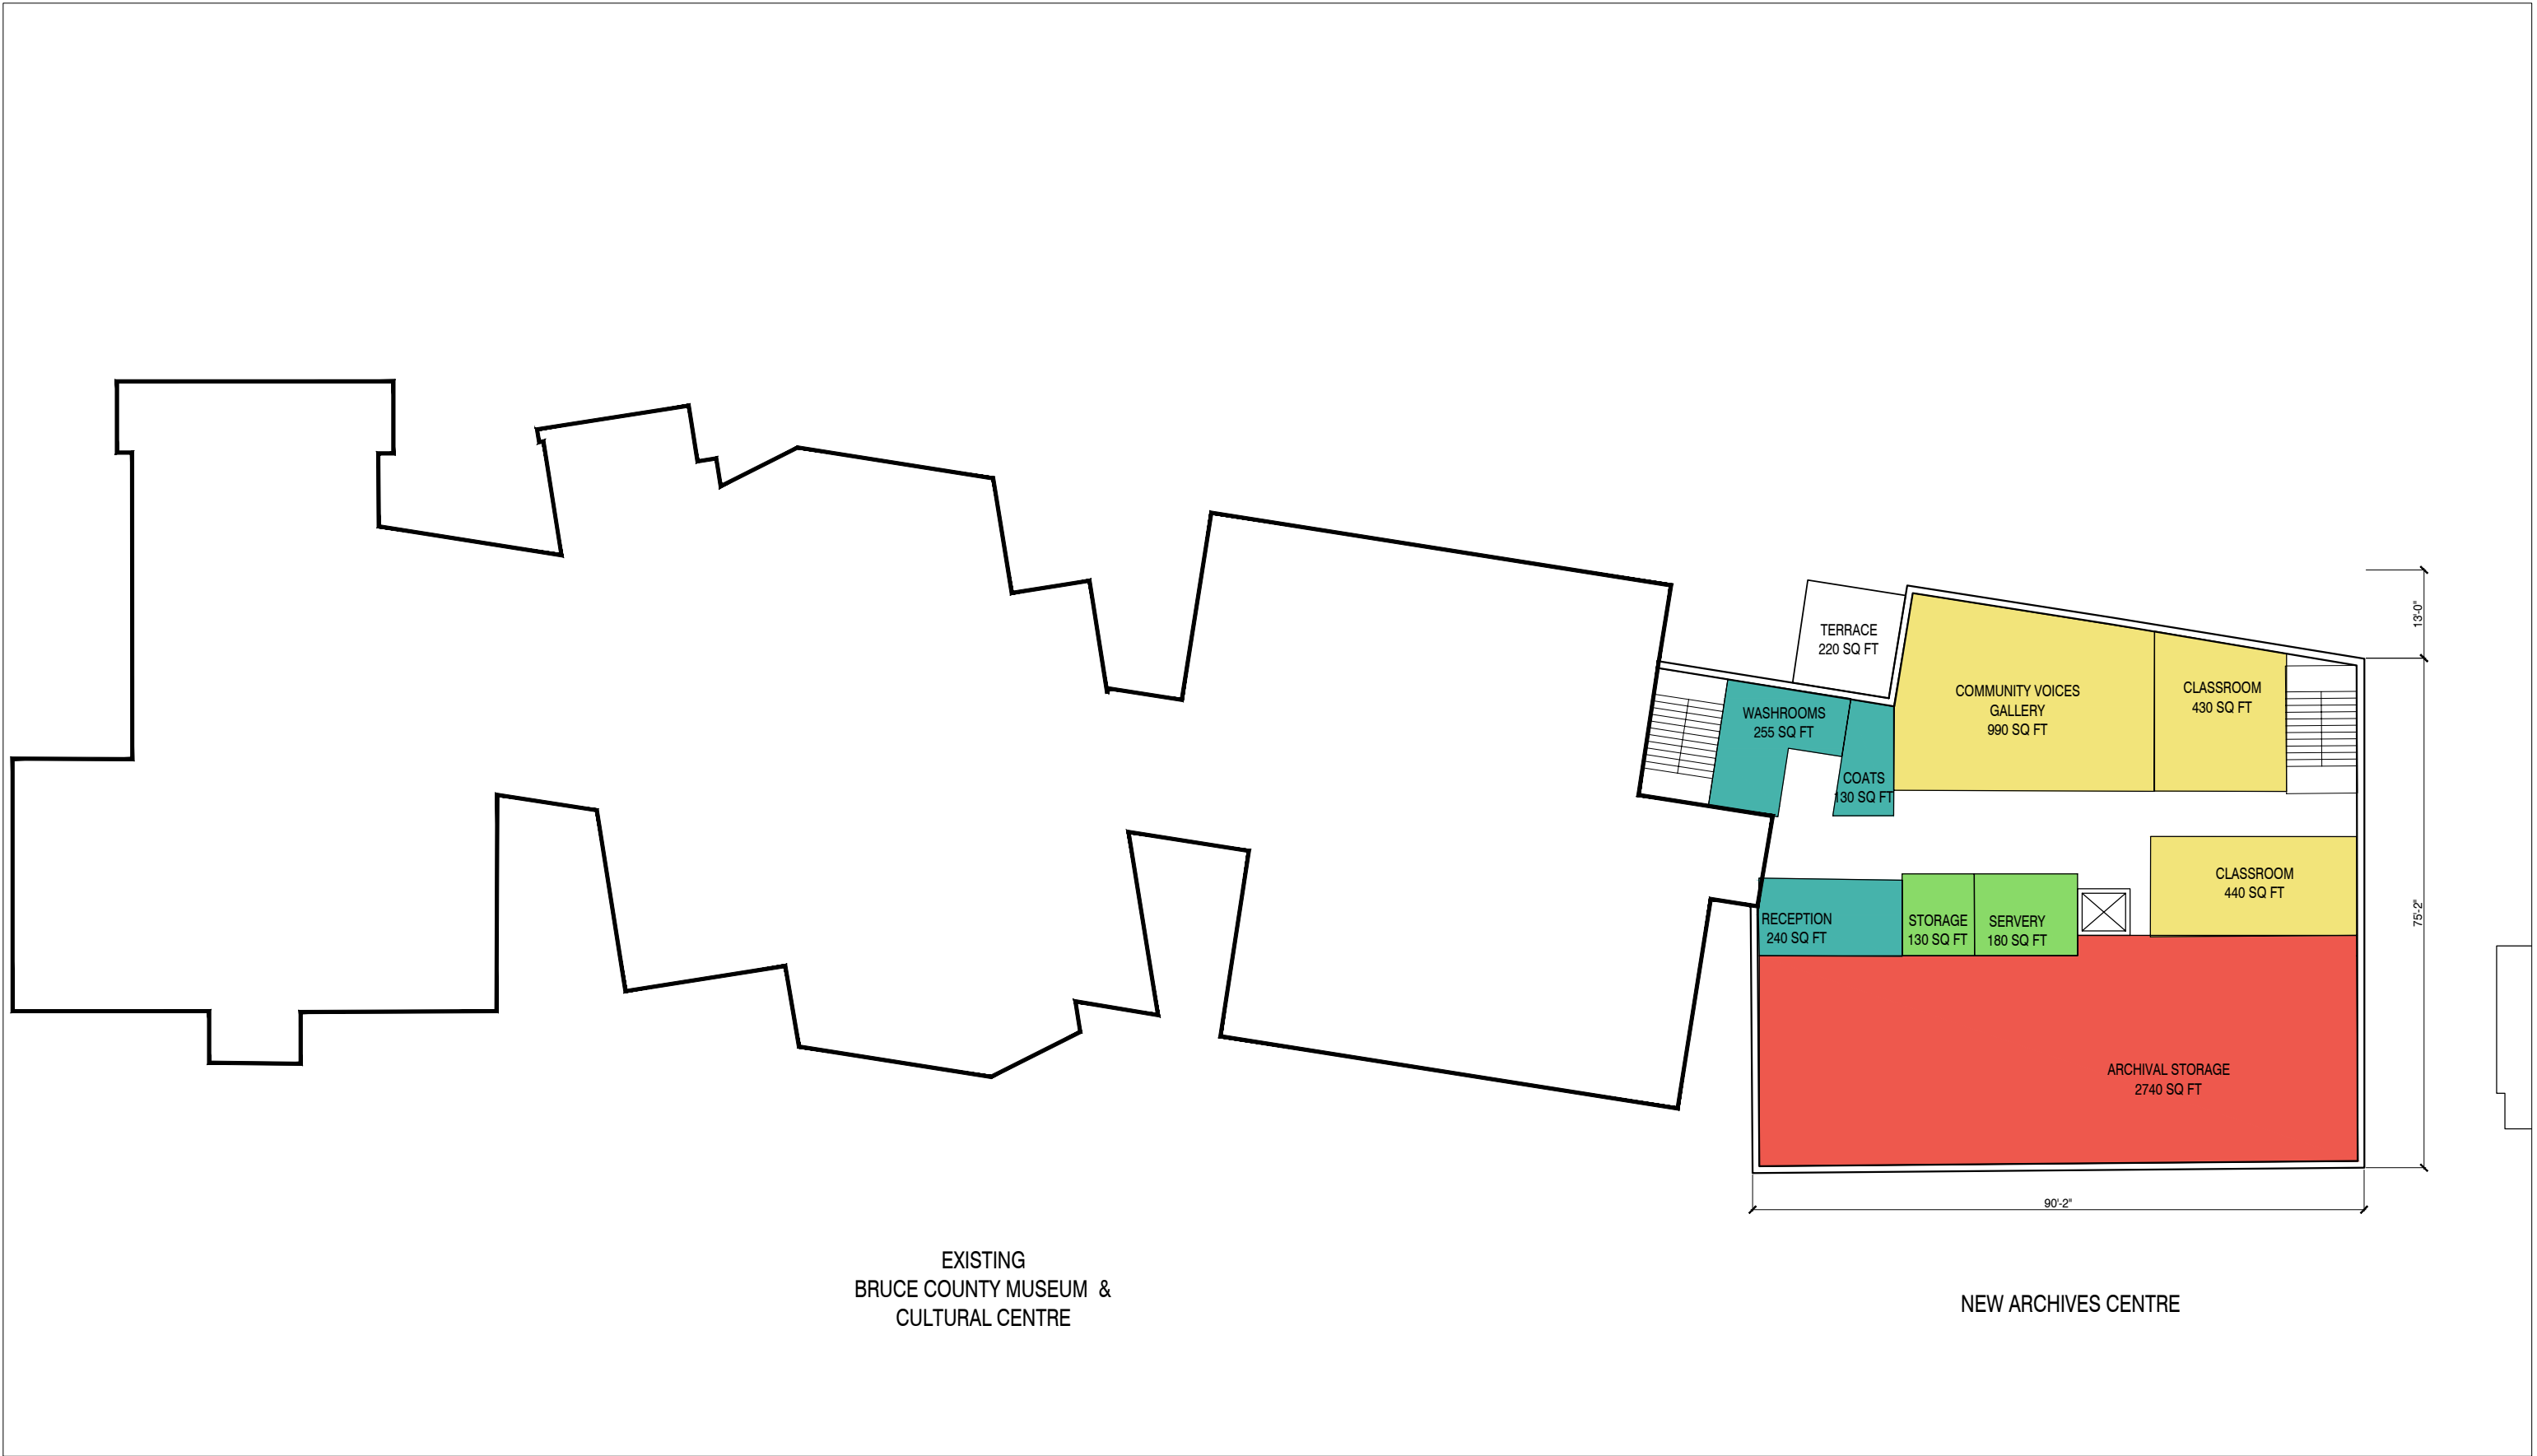 13'-0"
TERRACE
220 SQ FT
COMMUNITY VOICES
GALLERY
990 SQ FT
CLASSROOM
430 SQ FT
WASHROOMS
255 SQ FT
COATS
130 SQ FT
CLASSROOM
440 SQ FT
RECEPTION
240 SQ FT
STORAGE
130 SQ FT
SERVERY
180 SQ FT
75'-2"
ARCHIVAL STORAGE
2740 SQ FT
90'-2"
EXISTING
BRUCE COUNTY MUSEUM &
CULTURAL CENTRE
NEW ARCHIVES CENTRE